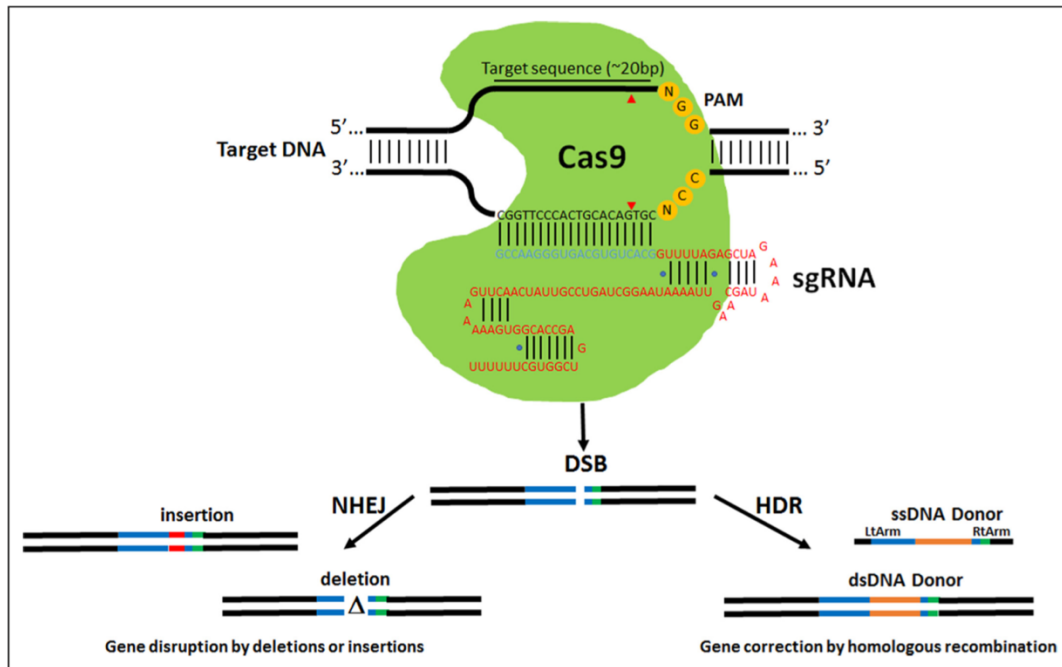 Target sequence (~20bp)
N
G
G
PAM
5’...
... 3’
Target DNA
Cas9
3’...
... 5’
C
C
N
CGGTTCCCACTGCACAGTGC
GCCAAGGGUGACGUGUCACGGUUUUAGAGCUA
G
A
A
A
sgRNA
GUUCAACUAUUGCCUGAUCGGAAUAAAAUU
CGAU
G
A
A
A
A
AAAGUGGCACCGA
G
UUUUUUCGUGGCU
DSB
NHEJ
HDR
insertion
ssDNA Donor
LtArm
RtArm
deletion
Δ
dsDNA Donor
Gene disruption by deletions or insertions
Gene correction by homologous recombination